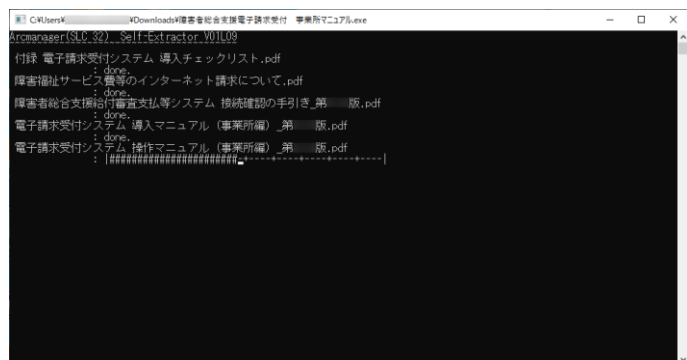 C:¥Users¥ ¥Downloads¥障害者総合支援電子請求受付 事業所マニュアル.exe
Arcmanager(SLC 32) Self-Extractor V01L09
付録 電子請求受付システム 導入チェックリスト.pdf
: done.
障害福祉サービス費等のインターネット請求について.pdf
: done.
障害者総合支援給付審査支払等システム 接続確認の手引き_第 版.pdf
: done.
電子請求受付システム 導入マニュアル（事業所編）_第 版.pdf
: done.
電子請求受付システム 操作マニュアル（事業所編）_第 版.pdf
: |#######################_+----+----+----+----+----|